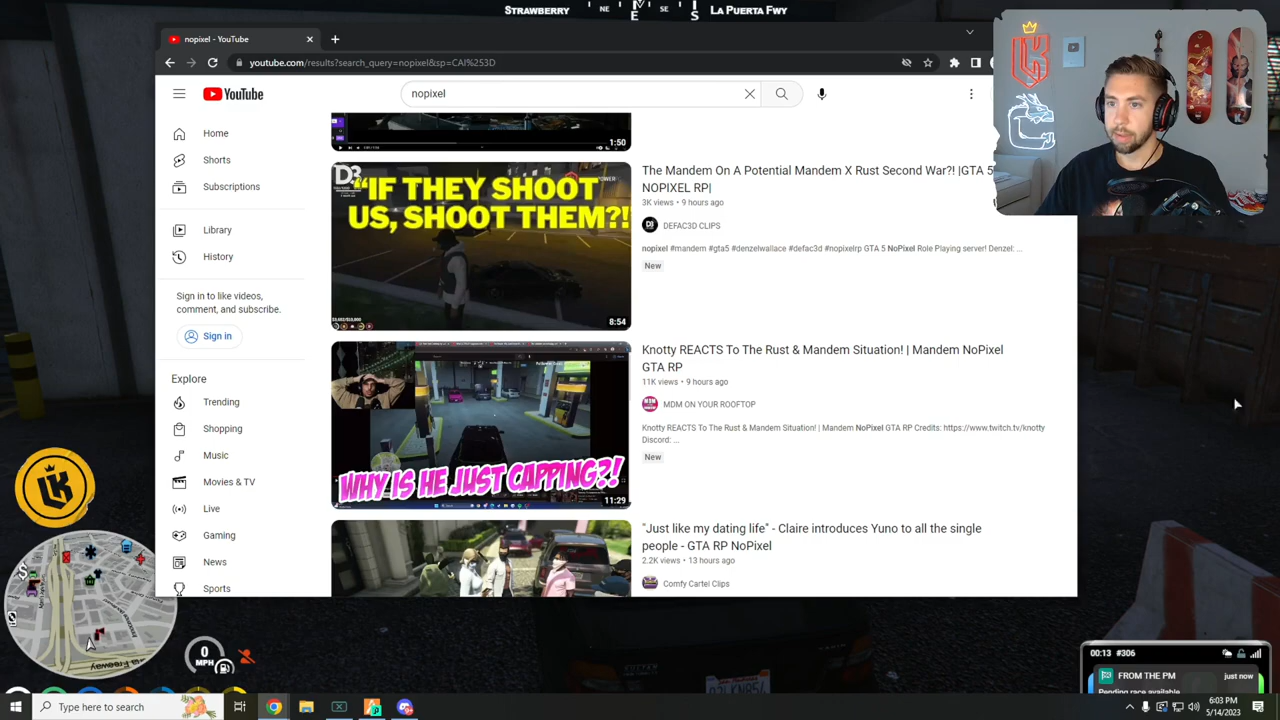 STRAWBERRY NE E SE S LA PUERTA FWY
nopixel - YouTube
youtube.com/results?search_query=nopixel&sp=CAI%253D
YouTube
nopixel
Home
Shorts
Subscriptions
Library
History
Sign in to like videos,
comment, and subscribe.
Sign in
Explore
Trending
Shopping
Music
Movies & TV
Live
Gaming
News
Sports
1:50
"IF THEY SHOOT
US, SHOOT THEM?!
8:54
The Mandem On A Potential Mandem X Rust Second War?! |GTA 5
NOPIXEL RP|
3K views • 9 hours ago
DEFAC3D CLIPS
nopixel #mandem #gta5 #denzelwallace #defac3d #nopixelrp GTA 5 NoPixel Role Playing server! Denzel: ...
New
WHY IS HE JUST CAPPING?!
11:29
Knotty REACTS To The Rust & Mandem Situation! | Mandem NoPixel
GTA RP
11K views • 9 hours ago
MDM ON YOUR ROOFTOP
Knotty REACTS To The Rust & Mandem Situation! | Mandem NoPixel GTA RP Credits: https://www.twitch.tv/knotty
Discord: ...
New
"Just like my dating life" - Claire introduces Yuno to all the single
people - GTA RP NoPixel
2.2K views • 13 hours ago
Comfy Cartel Clips
0
MPH
00:13 #306
FROM THE PM just now
Pending race available
Type here to search
6:03 PM
5/14/2023